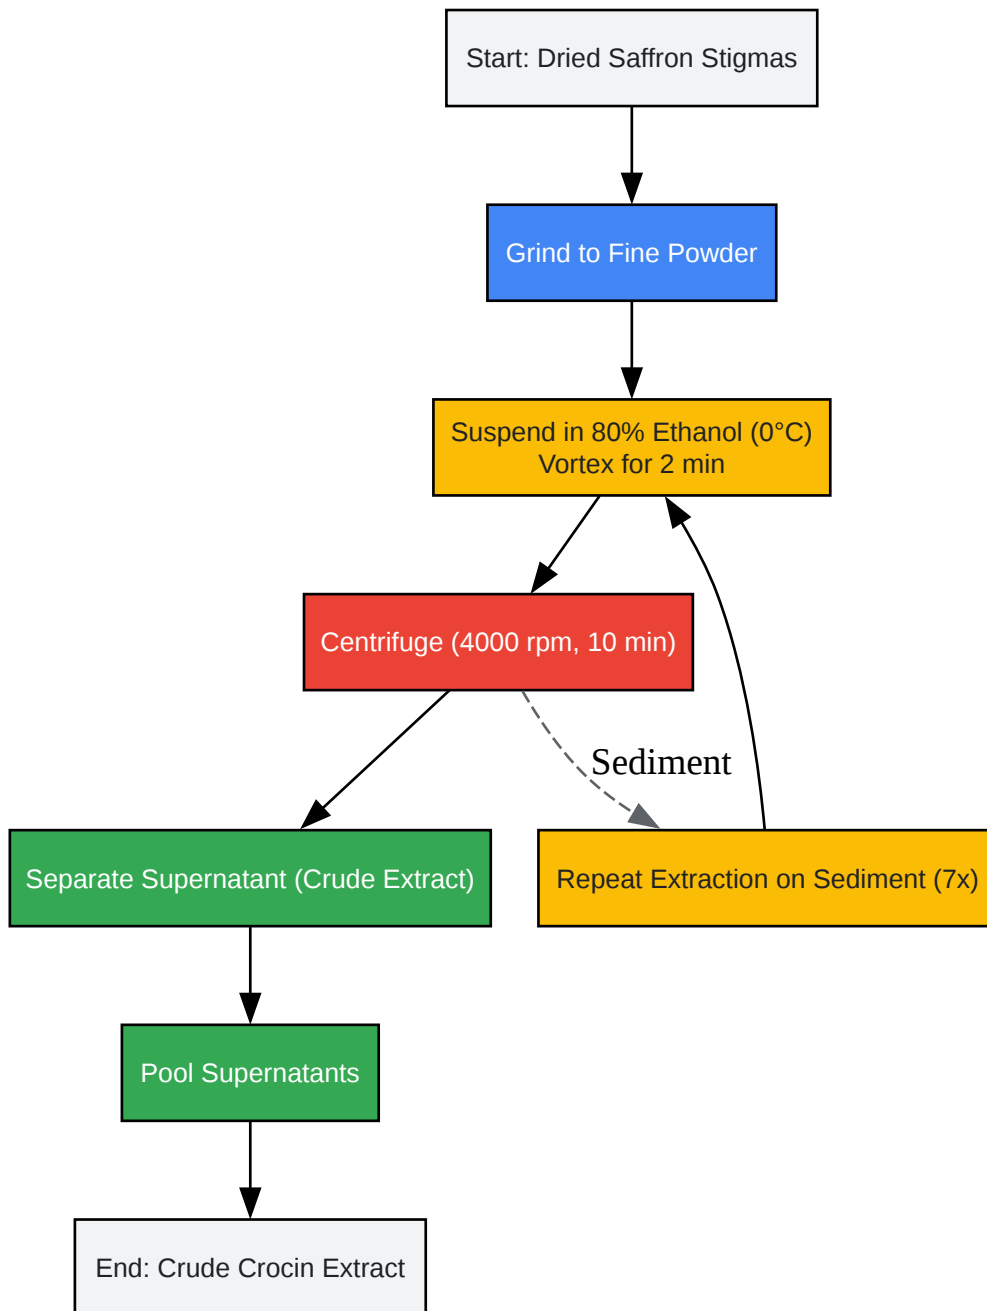 Start: Dried Saffron Stigmas
Grind to Fine Powder
Suspend in 80% Ethanol (0°C)
Vortex for 2 min
Centrifuge (4000 rpm, 10 min)
Sediment
Separate Supernatant (Crude Extract)
Repeat Extraction on Sediment (7x)
Pool Supernatants
End: Crude Crocin Extract